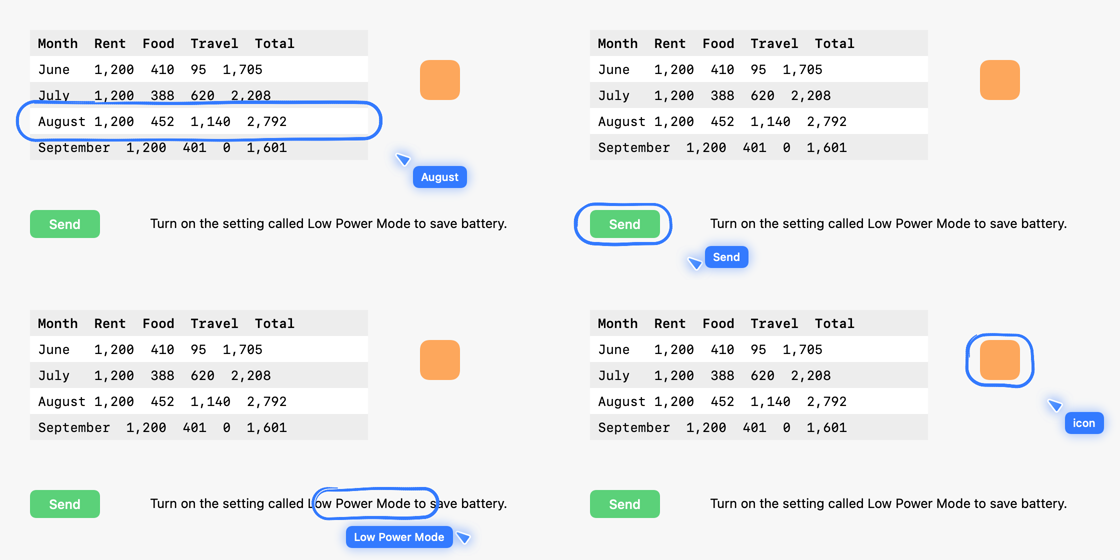 Month Rent Food Travel Total
June 1,200 410 95 1,705
July 1,200 388 620 2,208
August 1,200 452 1,140 2,792
September 1,200 401 0 1,601
August
Send
Turn on the setting called Low Power Mode to save battery.
Month Rent Food Travel Total
June 1,200 410 95 1,705
July 1,200 388 620 2,208
August 1,200 452 1,140 2,792
September 1,200 401 0 1,601
Send
Turn on the setting called Low Power Mode to save battery.
Send
Month Rent Food Travel Total
June 1,200 410 95 1,705
July 1,200 388 620 2,208
August 1,200 452 1,140 2,792
September 1,200 401 0 1,601
Send
Turn on the setting called Low Power Mode to save battery.
Low Power Mode
Month Rent Food Travel Total
June 1,200 410 95 1,705
July 1,200 388 620 2,208
August 1,200 452 1,140 2,792
September 1,200 401 0 1,601
icon
Send
Turn on the setting called Low Power Mode to save battery.